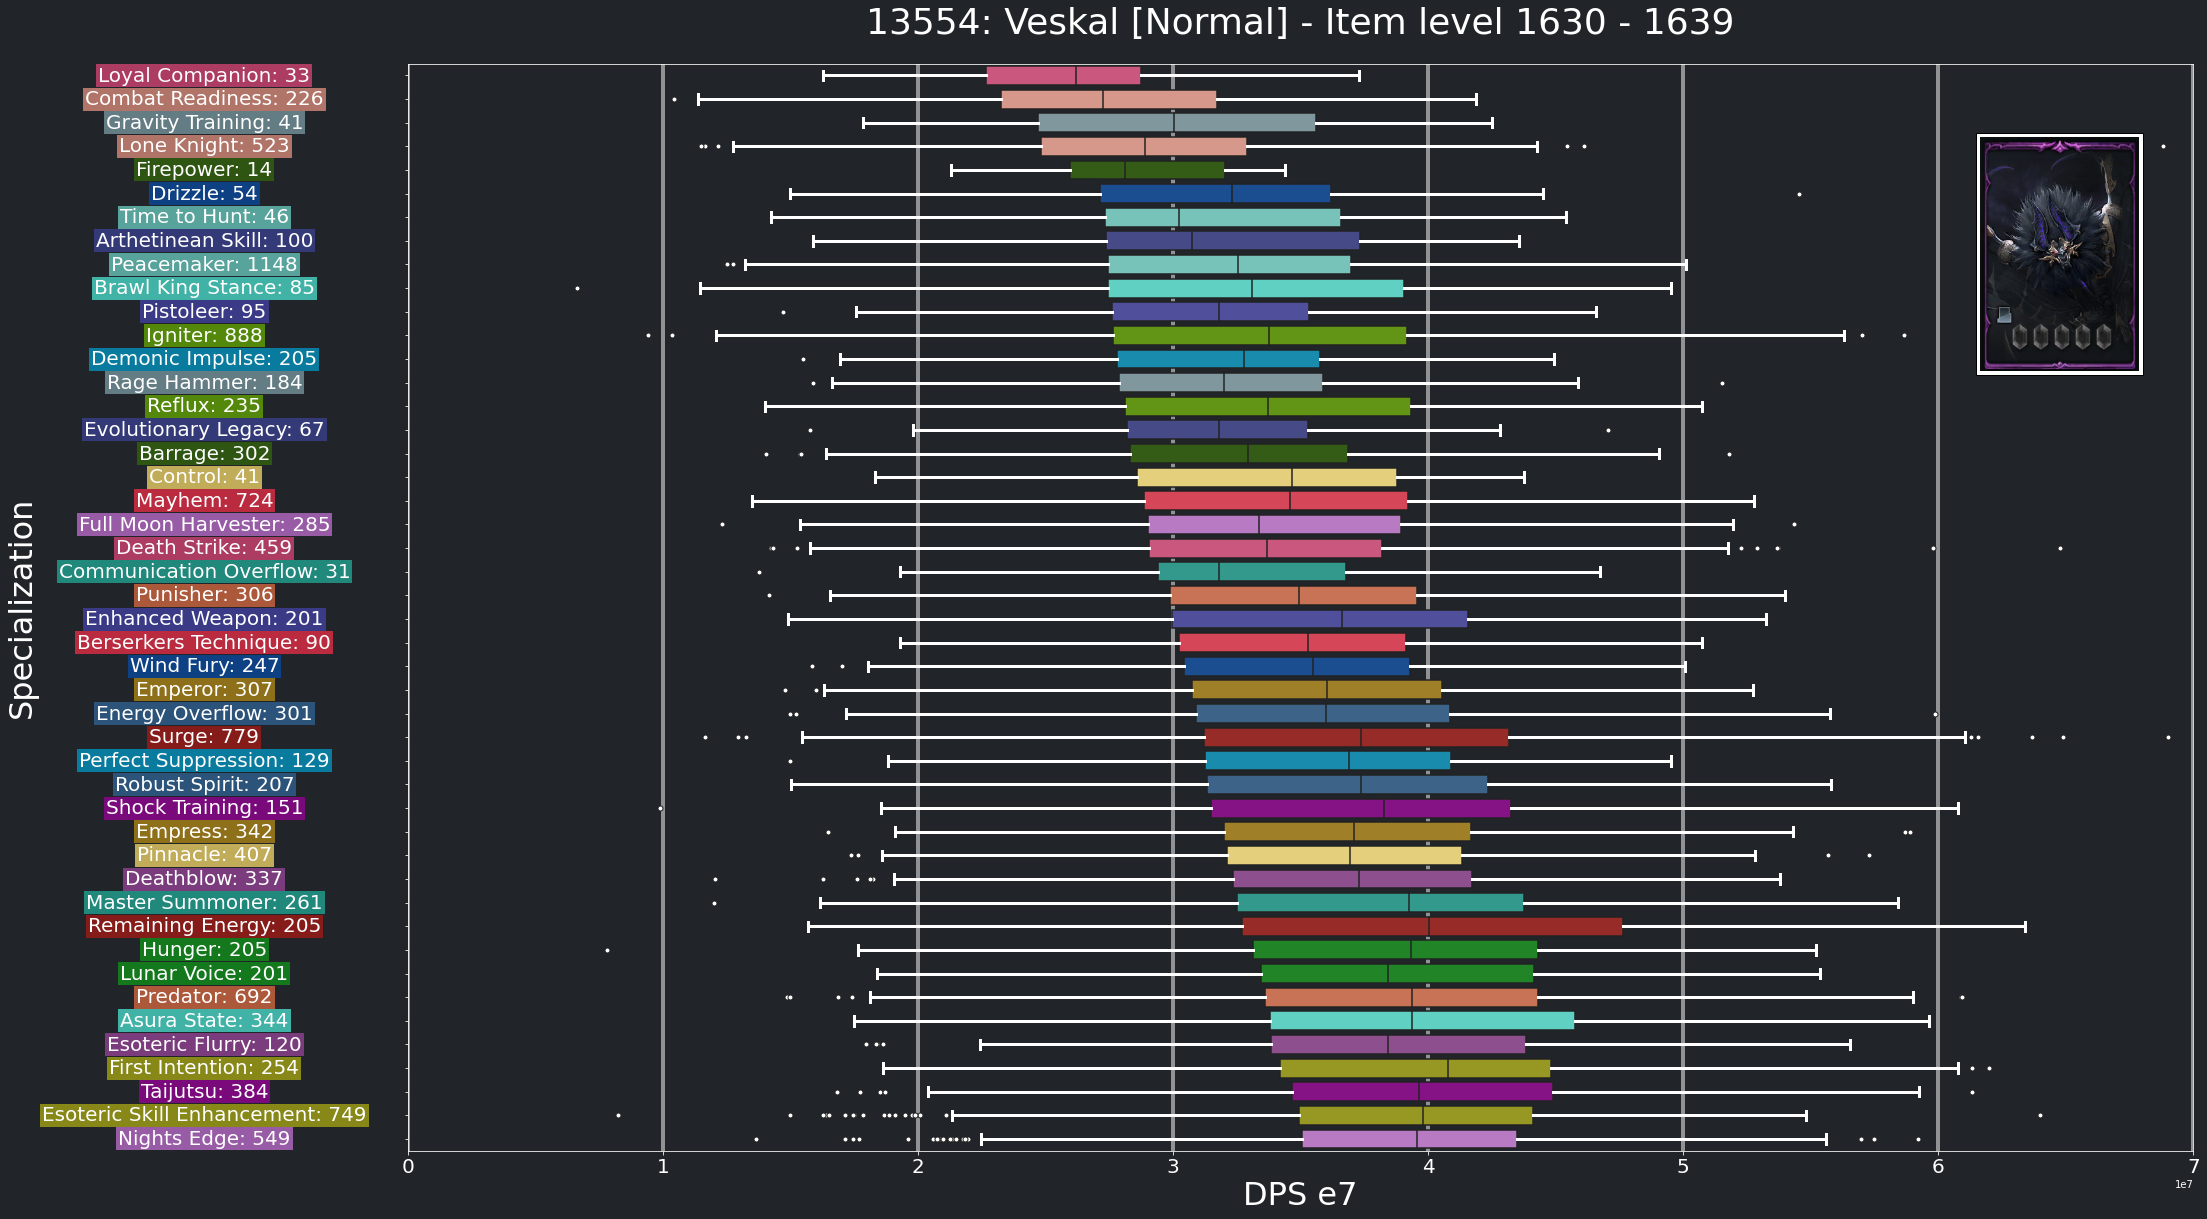 13554: Veskal [Normal] - Item level 1630 - 1639
Specialization
Loyal Companion: 33
Combat Readiness: 226
Gravity Training: 41
Lone Knight: 523
Firepower: 14
Drizzle: 54
Time to Hunt: 46
Arthetinean Skill: 100
Peacemaker: 1148
Brawl King Stance: 85
Pistoleer: 95
Igniter: 888
Demonic Impulse: 205
Rage Hammer: 184
Reflux: 235
Evolutionary Legacy: 67
Barrage: 302
Control: 41
Mayhem: 724
Full Moon Harvester: 285
Death Strike: 459
Communication Overflow: 31
Punisher: 306
Enhanced Weapon: 201
Berserkers Technique: 90
Wind Fury: 247
Emperor: 307
Energy Overflow: 301
Surge: 779
Perfect Suppression: 129
Robust Spirit: 207
Shock Training: 151
Empress: 342
Pinnacle: 407
Deathblow: 337
Master Summoner: 261
Remaining Energy: 205
Hunger: 205
Lunar Voice: 201
Predator: 692
Asura State: 344
Esoteric Flurry: 120
First Intention: 254
Taijutsu: 384
Esoteric Skill Enhancement: 749
Nights Edge: 549
0 1 2 3 4 5 6 7
1e7
DPS e7